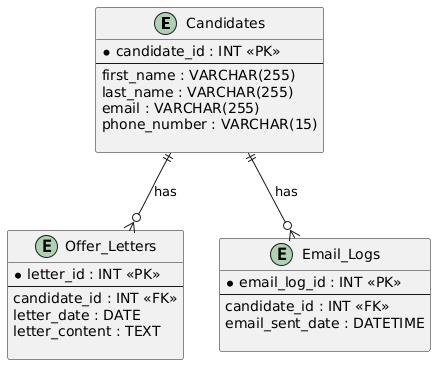 E Candidates
* candidate_id : INT «PK»
first_name : VARCHAR(255)
last_name : VARCHAR(255)
email : VARCHAR(255)
phone_number : VARCHAR(15)
has
has
E Offer_Letters
* letter_id : INT «PK»
candidate_id : INT «FK»
letter_date : DATE
letter_content : TEXT
E Email_Logs
* email_log_id : INT «PK»
candidate_id : INT «FK»
email_sent_date : DATETIME